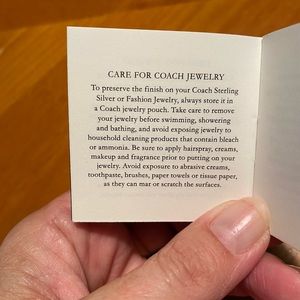 CARE FOR COACH JEWELRY
To preserve the finish on your Coach Sterling
Silver or Fashion Jewelry, always store it in
a Coach jewelry pouch. Take care to remove
your jewelry before swimming, showering
and bathing, and avoid exposing jewelry to
household cleaning products that contain bleach
or ammonia. Be sure to apply hairspray, creams,
makeup and fragrance prior to putting on your
jewelry. Avoid exposure to abrasive creams,
toothpaste, brushes, paper towels or tissue paper,
as they can mar or scratch the surfaces.